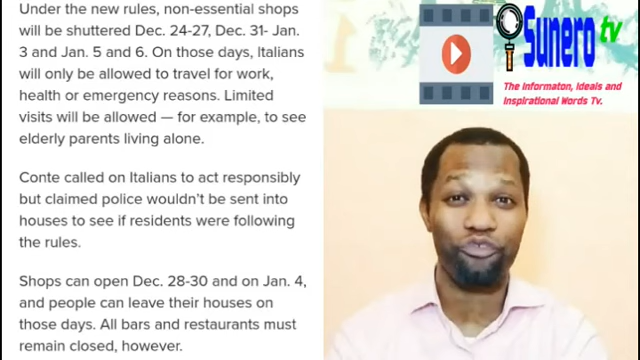 Under the new rules, non-essential shops
will be shuttered Dec. 24-27, Dec. 31- Jan.
3 and Jan. 5 and 6. On those days, Italians
will only be allowed to travel for work,
health or emergency reasons. Limited
visits will be allowed — for example, to see
elderly parents living alone.
Conte called on Italians to act responsibly
but claimed police wouldn't be sent into
houses to see if residents were following
the rules.
Shops can open Dec. 28-30 and on Jan. 4,
and people can leave their houses on
those days. All bars and restaurants must
remain closed, however.
Sunero tv
The Informaton, Ideals and
Inspirational Words Tv.